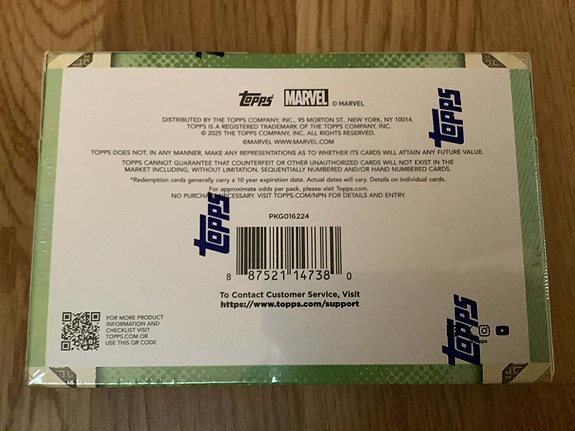 Topps MARVEL © MARVEL
DISTRIBUTED BY THE TOPPS COMPANY, INC., 95 MORTON ST., NEW YORK, NY 10014.
TOPPS IS A REGISTERED TRADEMARK OF THE TOPPS COMPANY, INC.
© 2025 THE TOPPS COMPANY, INC. ALL RIGHTS RESERVED.
©MARVEL WWW.MARVEL.COM
TOPPS DOES NOT, IN ANY MANNER, MAKE ANY REPRESENTATIONS AS TO WHETHER ITS CARDS WILL ATTAIN ANY FUTURE VALUE.
TOPPS CANNOT GUARANTEE THAT COUNTERFEIT OR OTHER UNAUTHORIZED CARDS WILL NOT EXIST IN THE
MARKET INCLUDING, WITHOUT LIMITATION, SEQUENTIALLY NUMBERED AND/OR HAND NUMBERED CARDS.
*Redemption cards generally carry a 10 year expiration date. Actual dates will vary. Details on individual cards.
For approximate odds per pack, please visit Topps.com.
NO PURCHASE NECESSARY. VISIT TOPPS.COM/NPN FOR DETAILS AND ENTRY.
Topps
Topps
PKG016224
8 87521 14738 0
To Contact Customer Service, Visit
https://www.topps.com/support
FOR MORE PRODUCT
INFORMATION AND
CHECKLIST VISIT
TOPPS.COM OR
USE THIS QR CODE
Topps